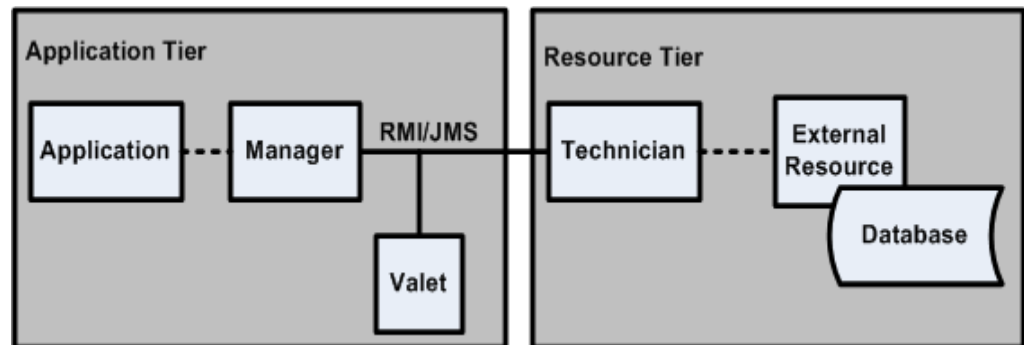 Application Tier
Application
Manager
RMI/JMS
Valet
Resource Tier
Technician
External
Resource
Database